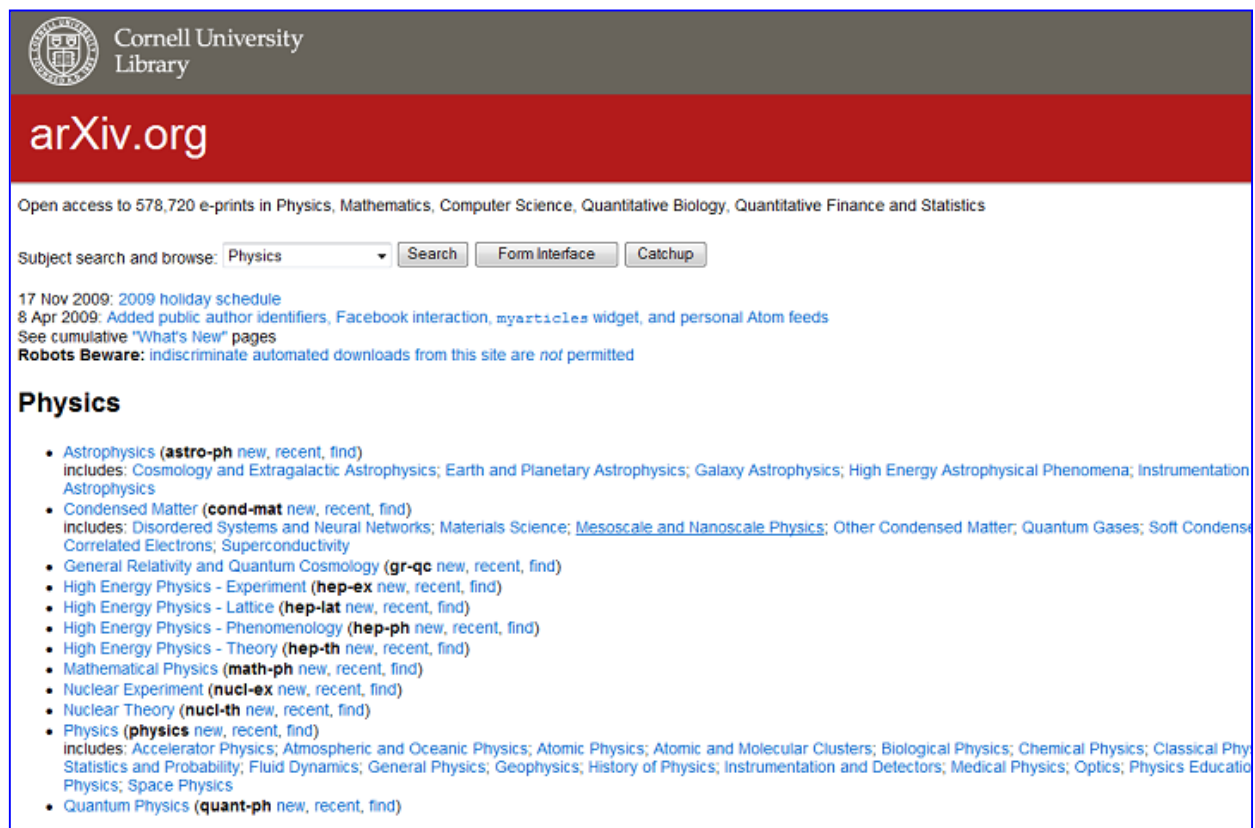 Cornell University
Library
arXiv.org
Open access to 578,720 e-prints in Physics, Mathematics, Computer Science, Quantitative Biology, Quantitative Finance and Statistics
Subject search and browse: Physics Search Form Interface Catchup
17 Nov 2009: 2009 holiday schedule
8 Apr 2009: Added public author identifiers, Facebook interaction, myarticles widget, and personal Atom feeds
See cumulative "What's New" pages
Robots Beware: indiscriminate automated downloads from this site are not permitted
Physics
• Astrophysics (astro-ph new, recent, find)
includes: Cosmology and Extragalactic Astrophysics; Earth and Planetary Astrophysics; Galaxy Astrophysics; High Energy Astrophysical Phenomena; Instrumentation
Astrophysics
• Condensed Matter (cond-mat new, recent, find)
includes: Disordered Systems and Neural Networks; Materials Science; Mesoscale and Nanoscale Physics; Other Condensed Matter; Quantum Gases; Soft Condense
Correlated Electrons; Superconductivity
• General Relativity and Quantum Cosmology (gr-qc new, recent, find)
• High Energy Physics - Experiment (hep-ex new, recent, find)
• High Energy Physics - Lattice (hep-lat new, recent, find)
• High Energy Physics - Phenomenology (hep-ph new, recent, find)
• High Energy Physics - Theory (hep-th new, recent, find)
• Mathematical Physics (math-ph new, recent, find)
• Nuclear Experiment (nucl-ex new, recent, find)
• Nuclear Theory (nucl-th new, recent, find)
• Physics (physics new, recent, find)
includes: Accelerator Physics; Atmospheric and Oceanic Physics; Atomic Physics; Atomic and Molecular Clusters; Biological Physics; Chemical Physics; Classical Phy
Statistics and Probability; Fluid Dynamics; General Physics; Geophysics; History of Physics; Instrumentation and Detectors; Medical Physics; Optics; Physics Educatio
Physics; Space Physics
• Quantum Physics (quant-ph new, recent, find)